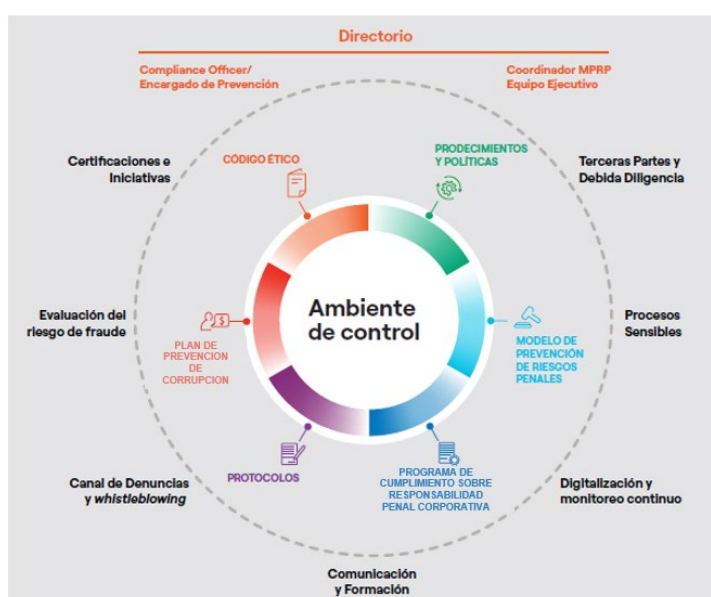 Directorio
Compliance Officer/
Encargado de Prevención
Coordinador MPRP
Equipo Ejecutivo
Certificaciones e
Iniciativas
CÓDIGO ÉTICO
PRODECIMIENTOS
Y POLÍTICAS
Terceras Partes y
Debida Diligencia
Evaluación del
riesgo de fraude
PLAN DE
PREVENCION
DE
CORRUPCION
Ambiente
de control
MODELO DE
PREVENCIÓN
DE RIESGOS
PENALES
Procesos
Sensibles
Canal de Denuncias
y whistleblowing
PROTOCOLOS
PROGRAMA DE
CUMPLIMIENTO SOBRE
RESPONSABILIDAD
PENAL CORPORATIVA
Digitalización y
monitoreo continuo
Comunicación
y Formación